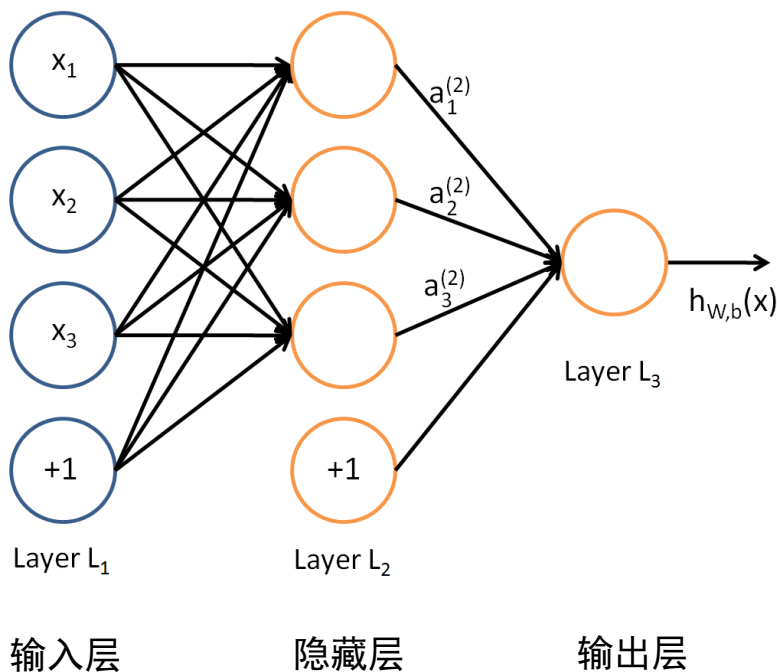 x₁
x₂
x₃
+1
Layer L₁
a₁⁽²⁾
a₂⁽²⁾
a₃⁽²⁾
+1
Layer L₂
h_{W,b}(x)
Layer L₃
输入层
隐藏层
输出层